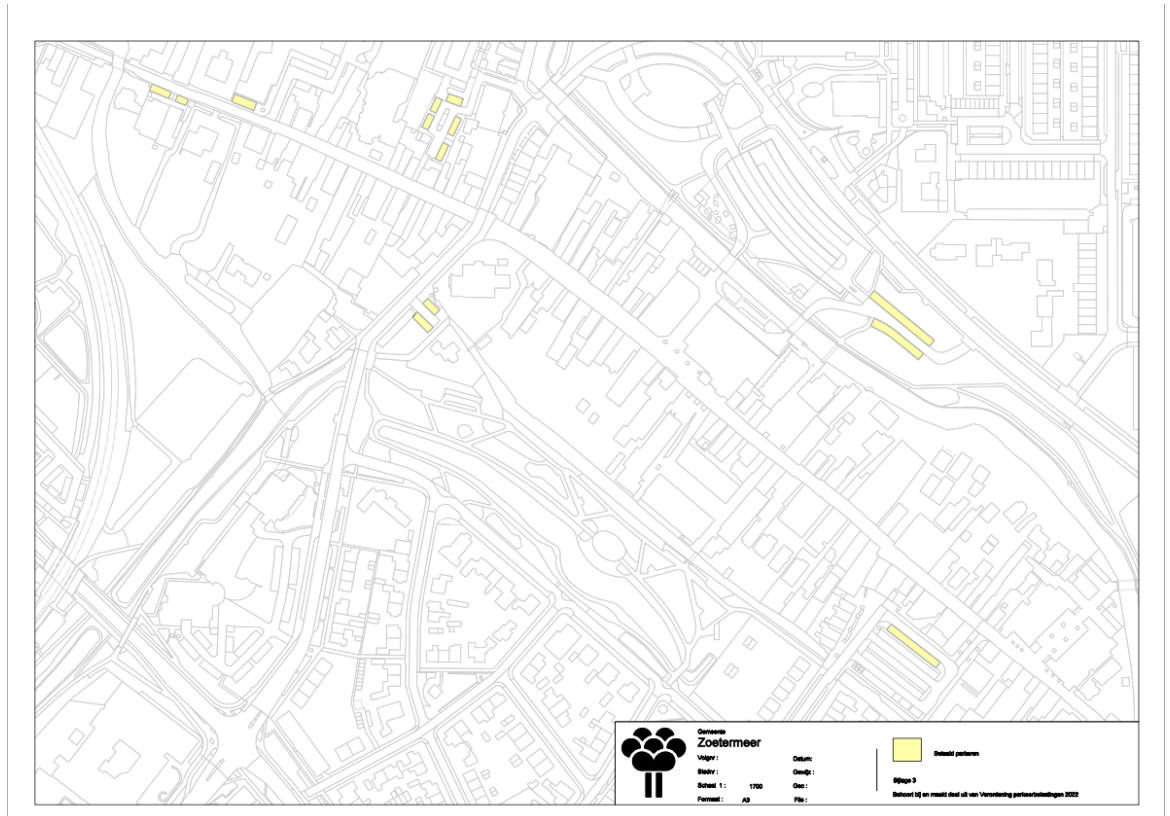 Gemeente
Zoetermeer
Volgnr :
Datum:
Bladnr :
Gewijz :
Schaal 1 : 1700
Gec :
Formaat : A3
File :
Betaald parkeren
Bijlage 3
Behoort bij en maakt deel uit van Verordening parkeerbelastingen 2022